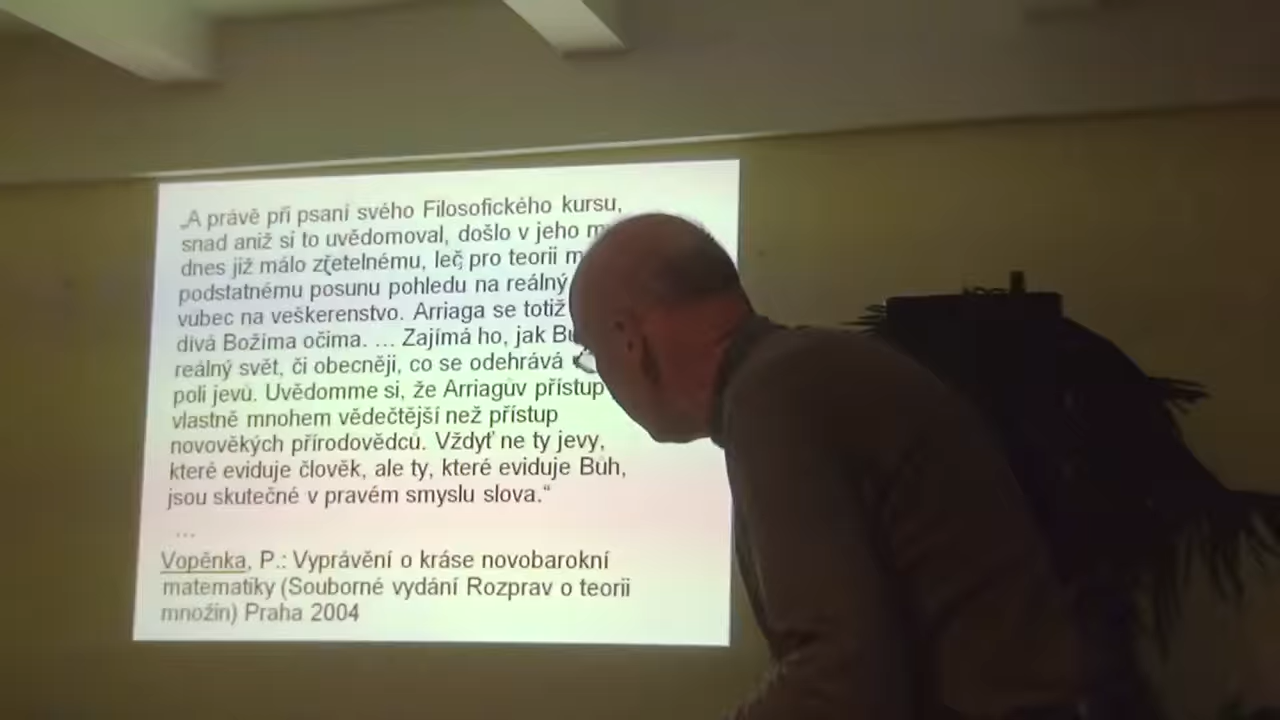 „A právě při psaní svého Filosofického kursu,
snad aniž si to uvědomoval, došlo v jeho
dnes již málo zřetelnému, leč pro teorii
podstatnému posunu pohledu na reálný
vubec na veškerenstvo. Arriaga se totiž
dívá Božíma očima. ... Zajímá ho, jak
reálný svět, či obecněji, co se odehrává
poli jevú. Uvědomme si, že Arriagúv přístup
vlastně mnohem vědečtější než přístup
novověkých přírodovědcú. Vždyť ne ty jevy,
které eviduje člověk, ale ty, které eviduje Búh,
jsou skutečné v pravém smyslu slova.“
...
Vopěnka, P.: Vyprávění o kráse novobarokní
matematiky (Souborné vydání Rozprav o teorii
množin) Praha 2004